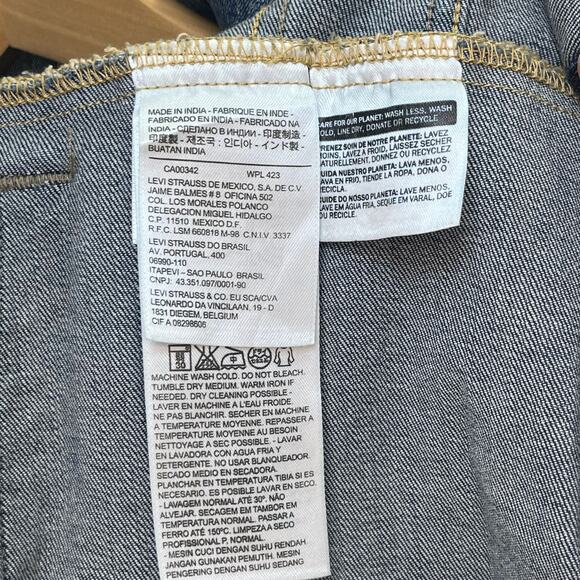 MADE IN INDIA - FABRIQUE EN INDE -
FABRICADO EN INDIA - FABRICADO NA
ÍNDIA - СДЕЛАНО В ИНДИИ - 印度制造 -
印度製 - 제조국 : 인디아 - インド製 -
BUATAN INDIA
CA00342 WPL 423
LEVI STRAUSS DE MEXICO, S.A. DE C.V.
JAIME BALMES # 8 OFICINA 502
COL. LOS MORALES POLANCO
DELEGACION MIGUEL HIDALGO
C.P. 11510 MEXICO D.F.
R.F.C. LSM 660818 M-98 C.N.I.V. 3337
LEVI STRAUSS DO BRASIL
AV. PORTUGAL, 400
06990-110
ITAPEVI – SAO PAULO BRASIL
CNPJ: 43.351.097/0001-90
LEVI STRAUSS & CO. EU SCA/CVA
LEONARDO DA VINCILAAN, 19 - D
1831 DIEGEM, BELGIUM
CIF A 08298606
MACHINE WASH COLD. DO NOT BLEACH.
TUMBLE DRY MEDIUM. WARM IRON IF
NEEDED. DRY CLEANING POSSIBLE -
LAVER EN MACHINE A L'EAU FROIDE.
NE PAS BLANCHIR. SECHER EN MACHINE
A TEMPERATURE MOYENNE. REPASSER A
TEMPERATURE MOYENNE AU BESOIN
NETTOYAGE A SEC POSSIBLE. - LAVAR
EN LAVADORA CON AGUA FRÍA Y
DETERGENTE. NO USAR BLANQUEADOR.
SECADO MEDIO EN SECADORA.
PLANCHAR EN TEMPERATURA TIBIA SI ES
NECESARIO. ES POSIBLE LAVAR EN SECO.
- LAVAGEM NORMAL ATÉ 30°. NÃO
ALVEJAR. SECAGEM EM TAMBOR EM
TEMPERATURA NORMAL. PASSAR A
FERRO ATÉ 150°C. LIMPEZA A SECO
PROFISSIONAL P. NORMAL.
- MESIN CUCI DENGAN SUHU RENDAH.
JANGAN GUNAKAN PEMUTIH. MESIN
PENGERING DENGAN SUHU SEDANG
CARE FOR OUR PLANET: WASH LESS, WASH
COLD, LINE DRY, DONATE OR RECYCLE
PRENEZ SOIN DE NOTRE PLANETE: LAVEZ
MOINS, LAVEZ A FROID, LAISSEZ SECHER
NATURELLEMENT, DONNEZ OU RECYCLEZ
CUIDA NUESTRO PLANETA: LAVA MENOS,
LAVA EN FRIO, TIENDE LA ROPA, DONA O
RECICLA
CUIDE DO NOSSO PLANETA: LAVE MENOS,
LAVE EM ÁGUA FRIA, SEQUE EM VARAL, DOE
OU RECICLE.